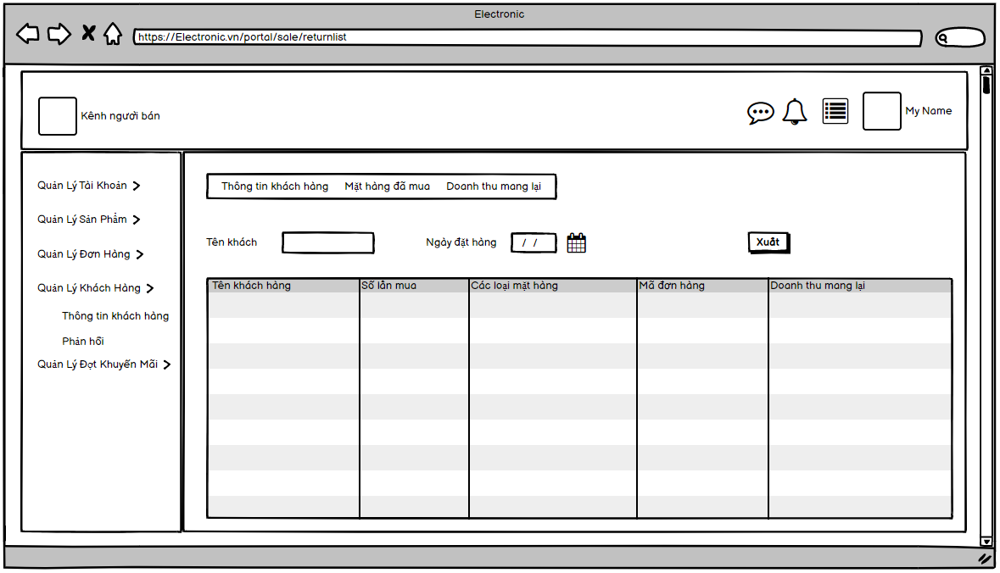 Electronic
https://Electronic.vn/portal/sale/returnlist
Kênh người bán
My Name
Quản Lý Tài Khoản
Quản Lý Sản Phẩm
Quản Lý Đơn Hàng
Quản Lý Khách Hàng
Thông tin khách hàng
Phản hồi
Quản Lý Đợt Khuyến Mãi
Thông tin khách hàng Mặt hàng đã mua Doanh thu mang lại
Tên khách Ngày đặt hàng / / Xuất
Tên khách hàng Số lần mua Các loại mặt hàng Mã đơn hàng Doanh thu mang lại